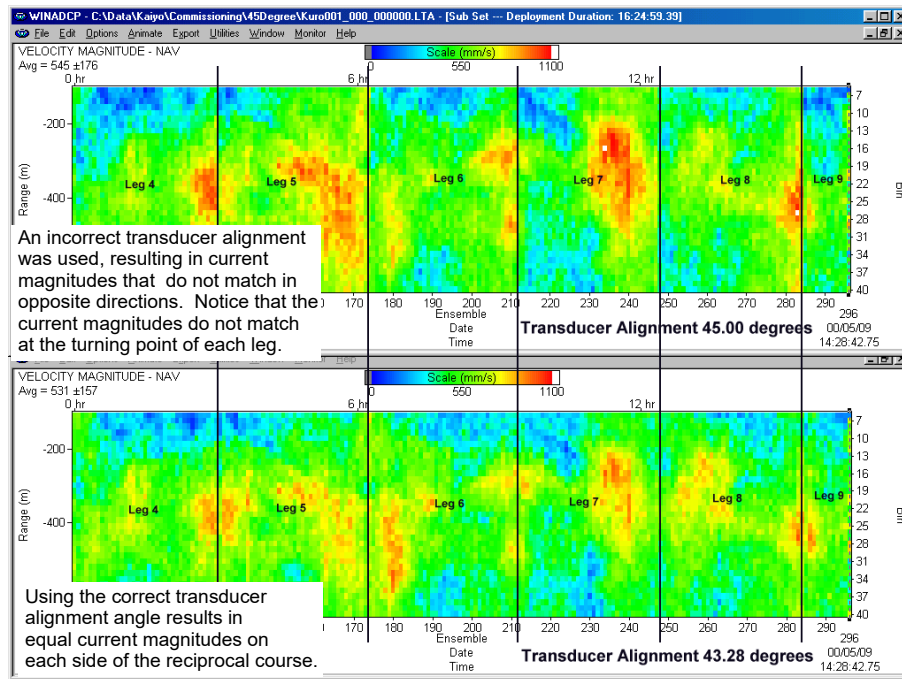 WINADCP - C:\Data\Kaiyo\Commissioning\45Degree\Kuro001_000_000000.LTA - [Sub Set --- Deployment Duration: 16:24:59.39]
File Edit Options Animate Export Utilities Window Monitor Help
VELOCITY MAGNITUDE - NAV
Avg = 545 ±176
Scale (mm/s)
0 550 1100
0 hr 6 hr 12 hr
-200
-400
Range (m)
7
10
13
16
19
22
25
28
31
34
37
40
Bin
Leg 4 Leg 5 Leg 6 Leg 7 Leg 8 Leg 9
An incorrect transducer alignment
was used, resulting in current
magnitudes that do not match in
opposite directions. Notice that the
current magnitudes do not match
at the turning point of each leg.
170 180 190 200 210 220 230 240 250 260 270 280 290
Ensemble
Date
Time
Transducer Alignment 45.00 degrees
296
00/05/09
14:28:42.75
VELOCITY MAGNITUDE - NAV
Avg = 531 ±157
Scale (mm/s)
0 550 1100
0 hr 6 hr 12 hr
-200
-400
Range (m)
7
10
13
16
19
22
25
28
31
34
37
40
Bin
Leg 4 Leg 5 Leg 6 Leg 7 Leg 8 Leg 9
Using the correct transducer
alignment angle results in
equal current magnitudes on
each side of the reciprocal course.
170 180 190 200 210 220 230 240 250 260 270 280 290
Ensemble
Date
Time
Transducer Alignment 43.28 degrees
296
00/05/09
14:28:42.75